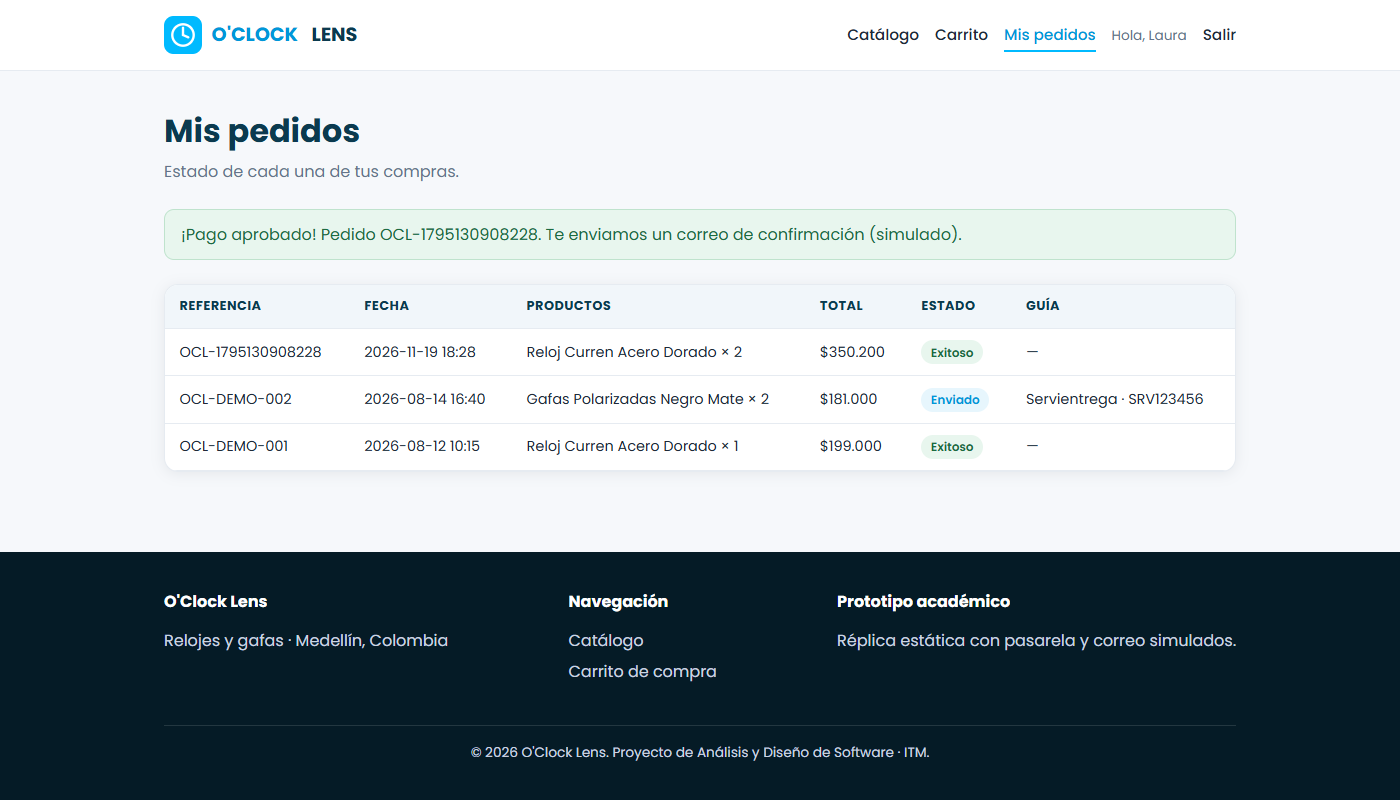 O'CLOCK LENS
Catálogo Carrito Mis pedidos Hola, Laura Salir
Mis pedidos
Estado de cada una de tus compras.
¡Pago aprobado! Pedido OCL-1795130908228. Te enviamos un correo de confirmación (simulado).
REFERENCIA FECHA PRODUCTOS TOTAL ESTADO GUÍA
OCL-1795130908228 2026-11-19 18:28 Reloj Curren Acero Dorado × 2 $350.200 Exitoso —
OCL-DEMO-002 2026-08-14 16:40 Gafas Polarizadas Negro Mate × 2 $181.000 Enviado Servientrega · SRV123456
OCL-DEMO-001 2026-08-12 10:15 Reloj Curren Acero Dorado × 1 $199.000 Exitoso —
O'Clock Lens Navegación Prototipo académico
Relojes y gafas · Medellín, Colombia Catálogo Réplica estática con pasarela y correo simulados.
Carrito de compra
© 2026 O'Clock Lens. Proyecto de Análisis y Diseño de Software · ITM.